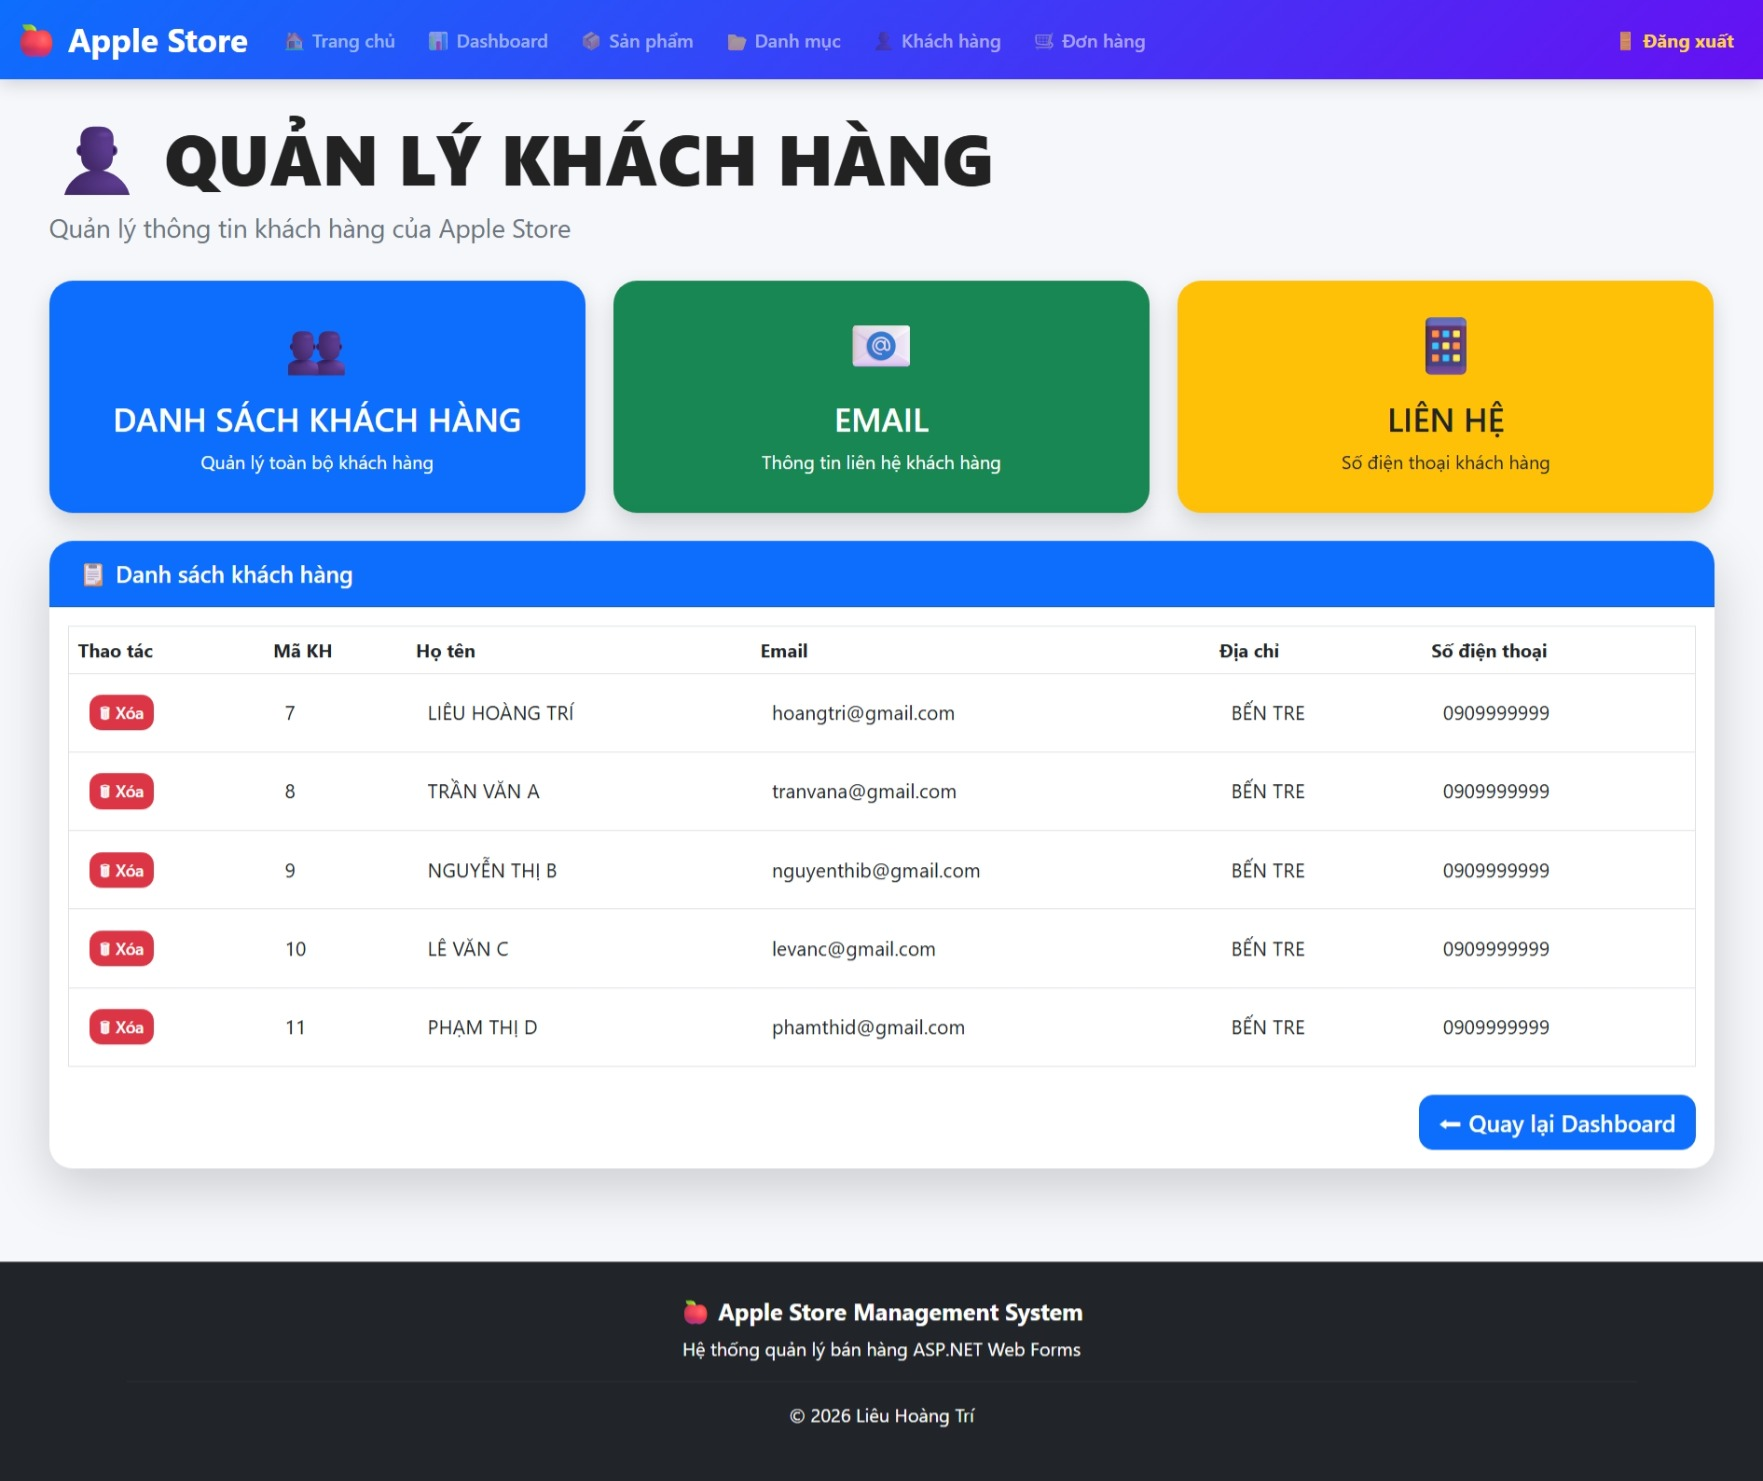 Apple Store Trang chủ Dashboard Sản phẩm Danh mục Khách hàng Đơn hàng Đăng xuất
QUẢN LÝ KHÁCH HÀNG
Quản lý thông tin khách hàng của Apple Store
DANH SÁCH KHÁCH HÀNG
Quản lý toàn bộ khách hàng
EMAIL
Thông tin liên hệ khách hàng
LIÊN HỆ
Số điện thoại khách hàng
Danh sách khách hàng
Thao tác Mã KH Họ tên Email Địa chỉ Số điện thoại
Xóa 7 LIÊU HOÀNG TRÍ hoangtri@gmail.com BẾN TRE 0909999999
Xóa 8 TRẦN VĂN A tranvana@gmail.com BẾN TRE 0909999999
Xóa 9 NGUYỄN THỊ B nguyenthib@gmail.com BẾN TRE 0909999999
Xóa 10 LÊ VĂN C levanc@gmail.com BẾN TRE 0909999999
Xóa 11 PHẠM THỊ D phamthid@gmail.com BẾN TRE 0909999999
Quay lại Dashboard
Apple Store Management System
Hệ thống quản lý bán hàng ASP.NET Web Forms
© 2026 Liêu Hoàng Trí